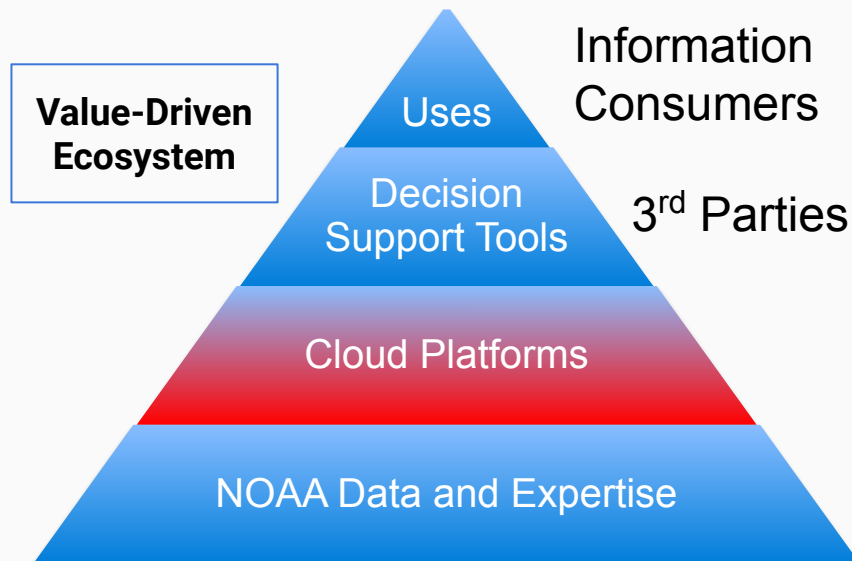 Value-Driven
Ecosystem
Information
Consumers
Uses
Decision
Support Tools
3rd Parties
Cloud Platforms
NOAA Data and Expertise